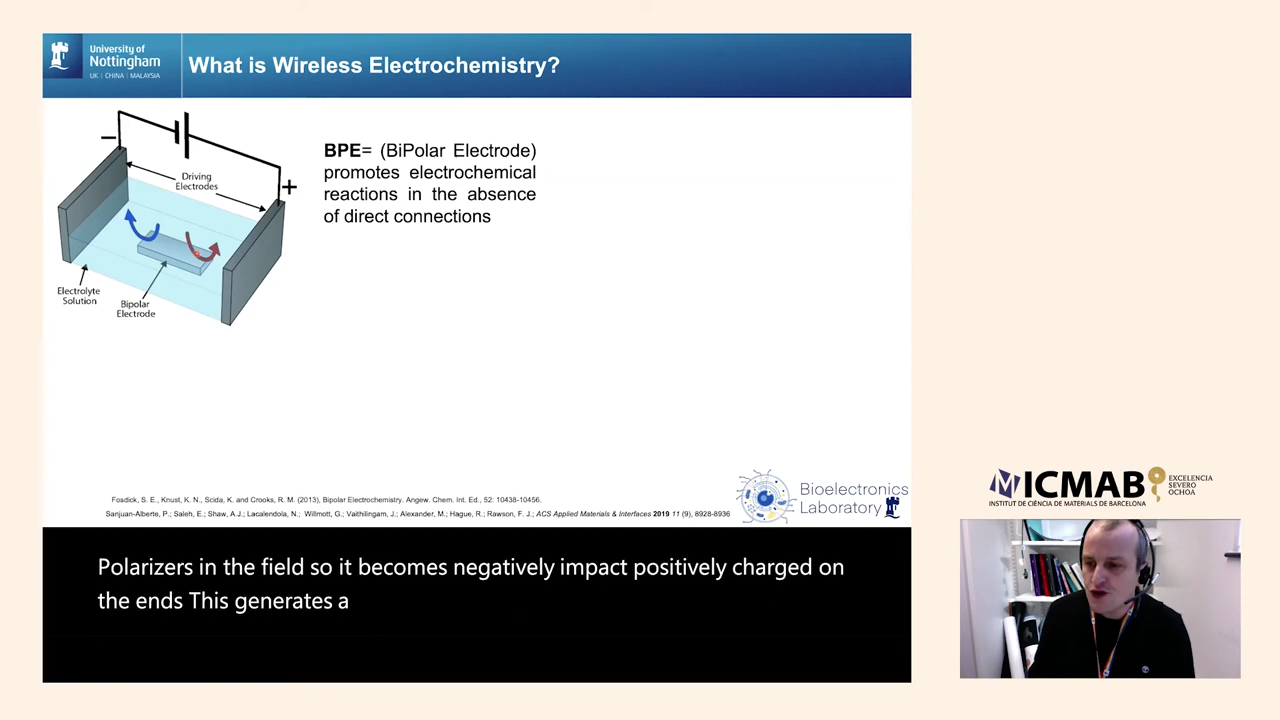 University of
Nottingham
UK | CHINA | MALAYSIA
What is Wireless Electrochemistry?
−
+
Driving
Electrodes
Electrolyte
Solution
Bipolar
Electrode
BPE= (BiPolar Electrode)
promotes electrochemical
reactions in the absence
of direct connections
Fosdick, S. E., Knust, K. N., Scida, K. and Crooks, R. M. (2013), Bipolar Electrochemistry. Angew. Chem. Int. Ed., 52: 10438-10456.
Sanjuan-Alberte, P.; Saleh, E.; Shaw, A.J.; Lacalendola, N.; Willmott, G.; Vaithilingam, J.; Alexander, M.; Hague, R.; Rawson, F. J.; ACS Applied Materials & Interfaces 2019 11 (9), 8928-8936
Bioelectronics
Laboratory
Polarizers in the field so it becomes negatively impact positively charged on
the ends This generates a
ICMAB
INSTITUT DE CIÈNCIA DE MATERIALS DE BARCELONA
EXCELENCIA
SEVERO
OCHOA